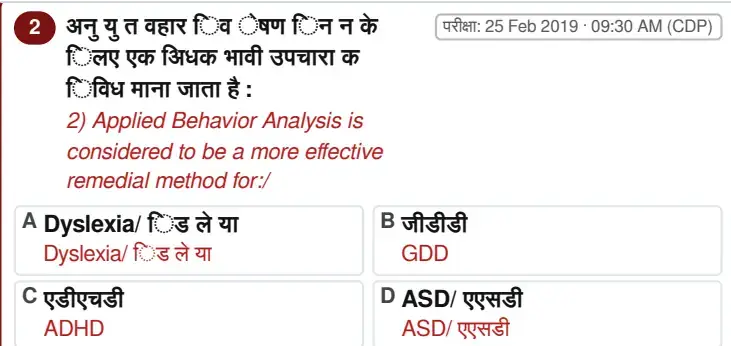 2 अनु यु त वहार िव ेषण िन न के
परीक्षा: 25 Feb 2019 · 09:30 AM (CDP)
िलए एक अिधक भावी उपचारा क
िविध माना जाता है :
2) Applied Behavior Analysis is
considered to be a more effective
remedial method for:/
A Dyslexia/ िड ले या
Dyslexia/ िड ले या
B जीडीडी
GDD
C एडीएचडी
ADHD
D ASD/ एएसडी
ASD/ एएसडी